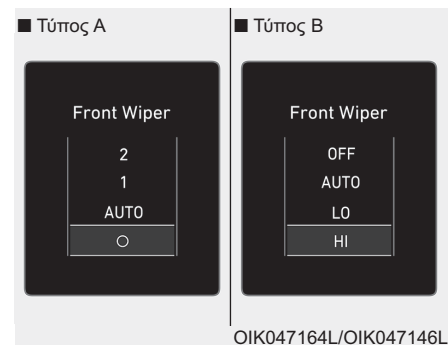 ■ Τύπος A
Front Wiper
2
1
AUTO
O
■ Τύπος B
Front Wiper
OFF
AUTO
LO
HI
OIK047164L/OIK047146L